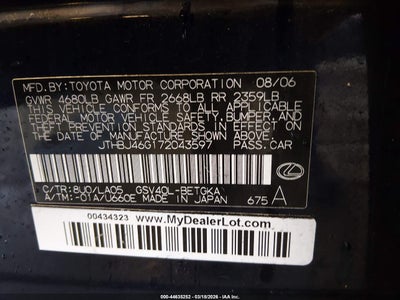 MFD.BY:TOYOTA MOTOR CORPORATION 08/06
GVWR 4680LB GAWR FR 2668LB RR 2359LB
THIS VEHICLE CONFORMS TO ALL APPLICABLE
FEDERAL MOTOR VEHICLE SAFETY, BUMPER, AND
THEFT PREVENTION STANDARDS IN EFFECT ON
THE DATE OF MANUFACTURE SHOWN ABOVE.
JTHBJ46G172043597 PASS.CAR
C/TR:8U0/LA05 GSV40L-BETGKA
A/TM:-01A/U660E MADE IN JAPAN 675 A
00434323 www.MyDealerLot.com
000-44635252 - 03/18/2026 - copyright IAA